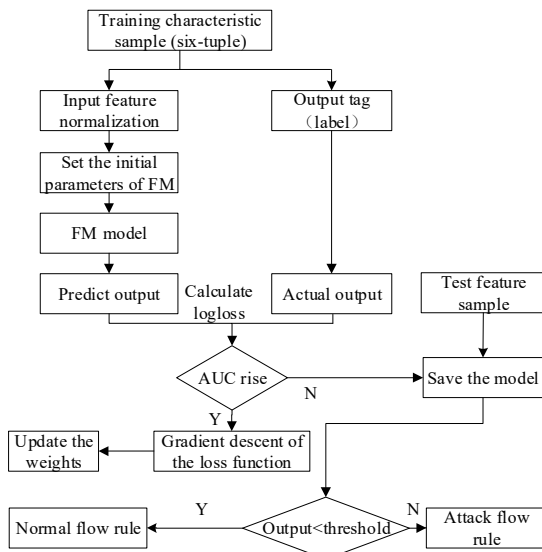 Training characteristic
sample (six-tuple)
Input feature
normalization
Output tag
（label）
Set the initial
parameters of FM
FM model
Predict output
Calculate
logloss
Actual output
Test feature
sample
AUC rise
N
Save the model
Y
Update the
weights
Gradient descent of
the loss function
Normal flow rule
Y
Output<threshold
N
Attack flow
rule